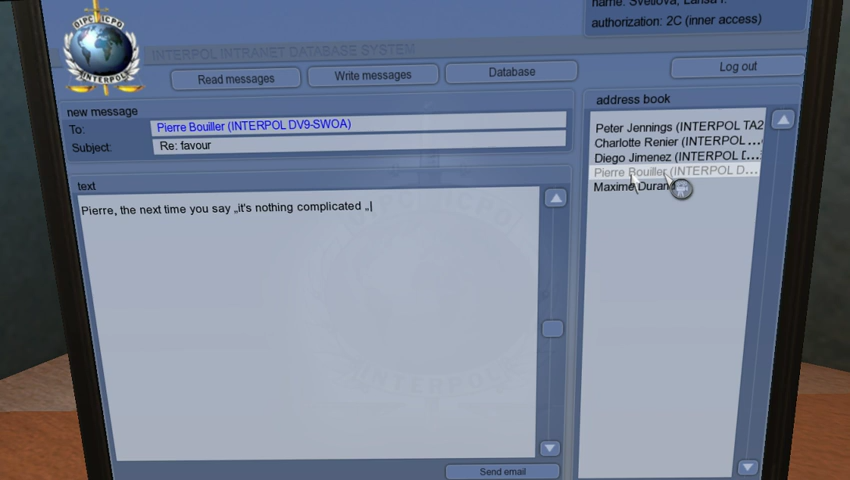 name: Svetlova, Larisa I.
authorization: 2C (inner access)
DIPC ICPO
INTERPOL
INTERPOL INTRANET DATABASE SYSTEM
Read messages
Write messages
Database
Log out
new message
To: Pierre Bouiller (INTERPOL DV9-SWOA)
Subject: Re: favour
text
Pierre, the next time you say „it's nothing complicated „|
Send email
address book
Peter Jennings (INTERPOL TA2
Charlotte Renier (INTERPOL ...
Diego Jimenez (INTERPOL [...
Pierre Bouiller (INTERPOL D...
Maxime Durand